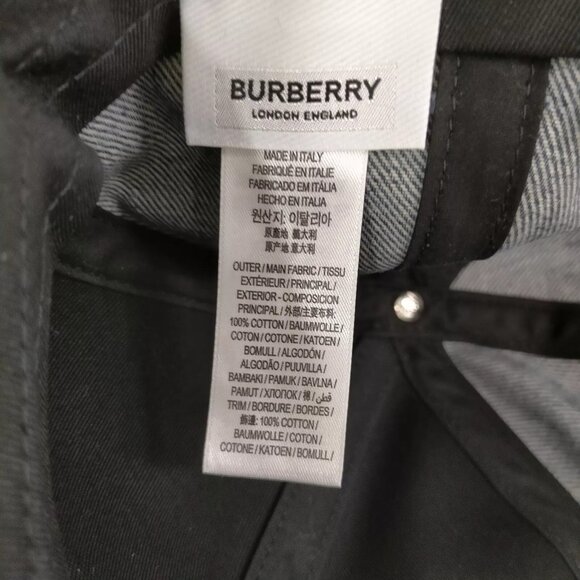 BURBERRY
LONDON ENGLAND
MADE IN ITALY
FABRIQUÉ EN ITALIE
FABRICADO EM ITÁLIA
HECHO EN ITALIA
원산지: 이탈리아
原產地: 義大利
原产地: 意大利
OUTER / MAIN FABRIC / TISSU
EXTÉRIEUR / PRINCIPAL /
EXTERIOR - COMPOSICION
PRINCIPAL / 外部/主要布料:
100% COTTON / BAUMWOLLE /
COTON / COTONE / KATOEN /
BOMULL / ALGODÓN /
ALGODÃO / PUUVILLA /
BAMBAKI / PAMUK / BAVLNA /
PAMUT / ХЛОПОК / 棉 / قطن /
TRIM / BORDURE / BORDES /
飾邊: 100% COTTON /
BAUMWOLLE / COTON /
COTONE / KATOEN / BOMULL /